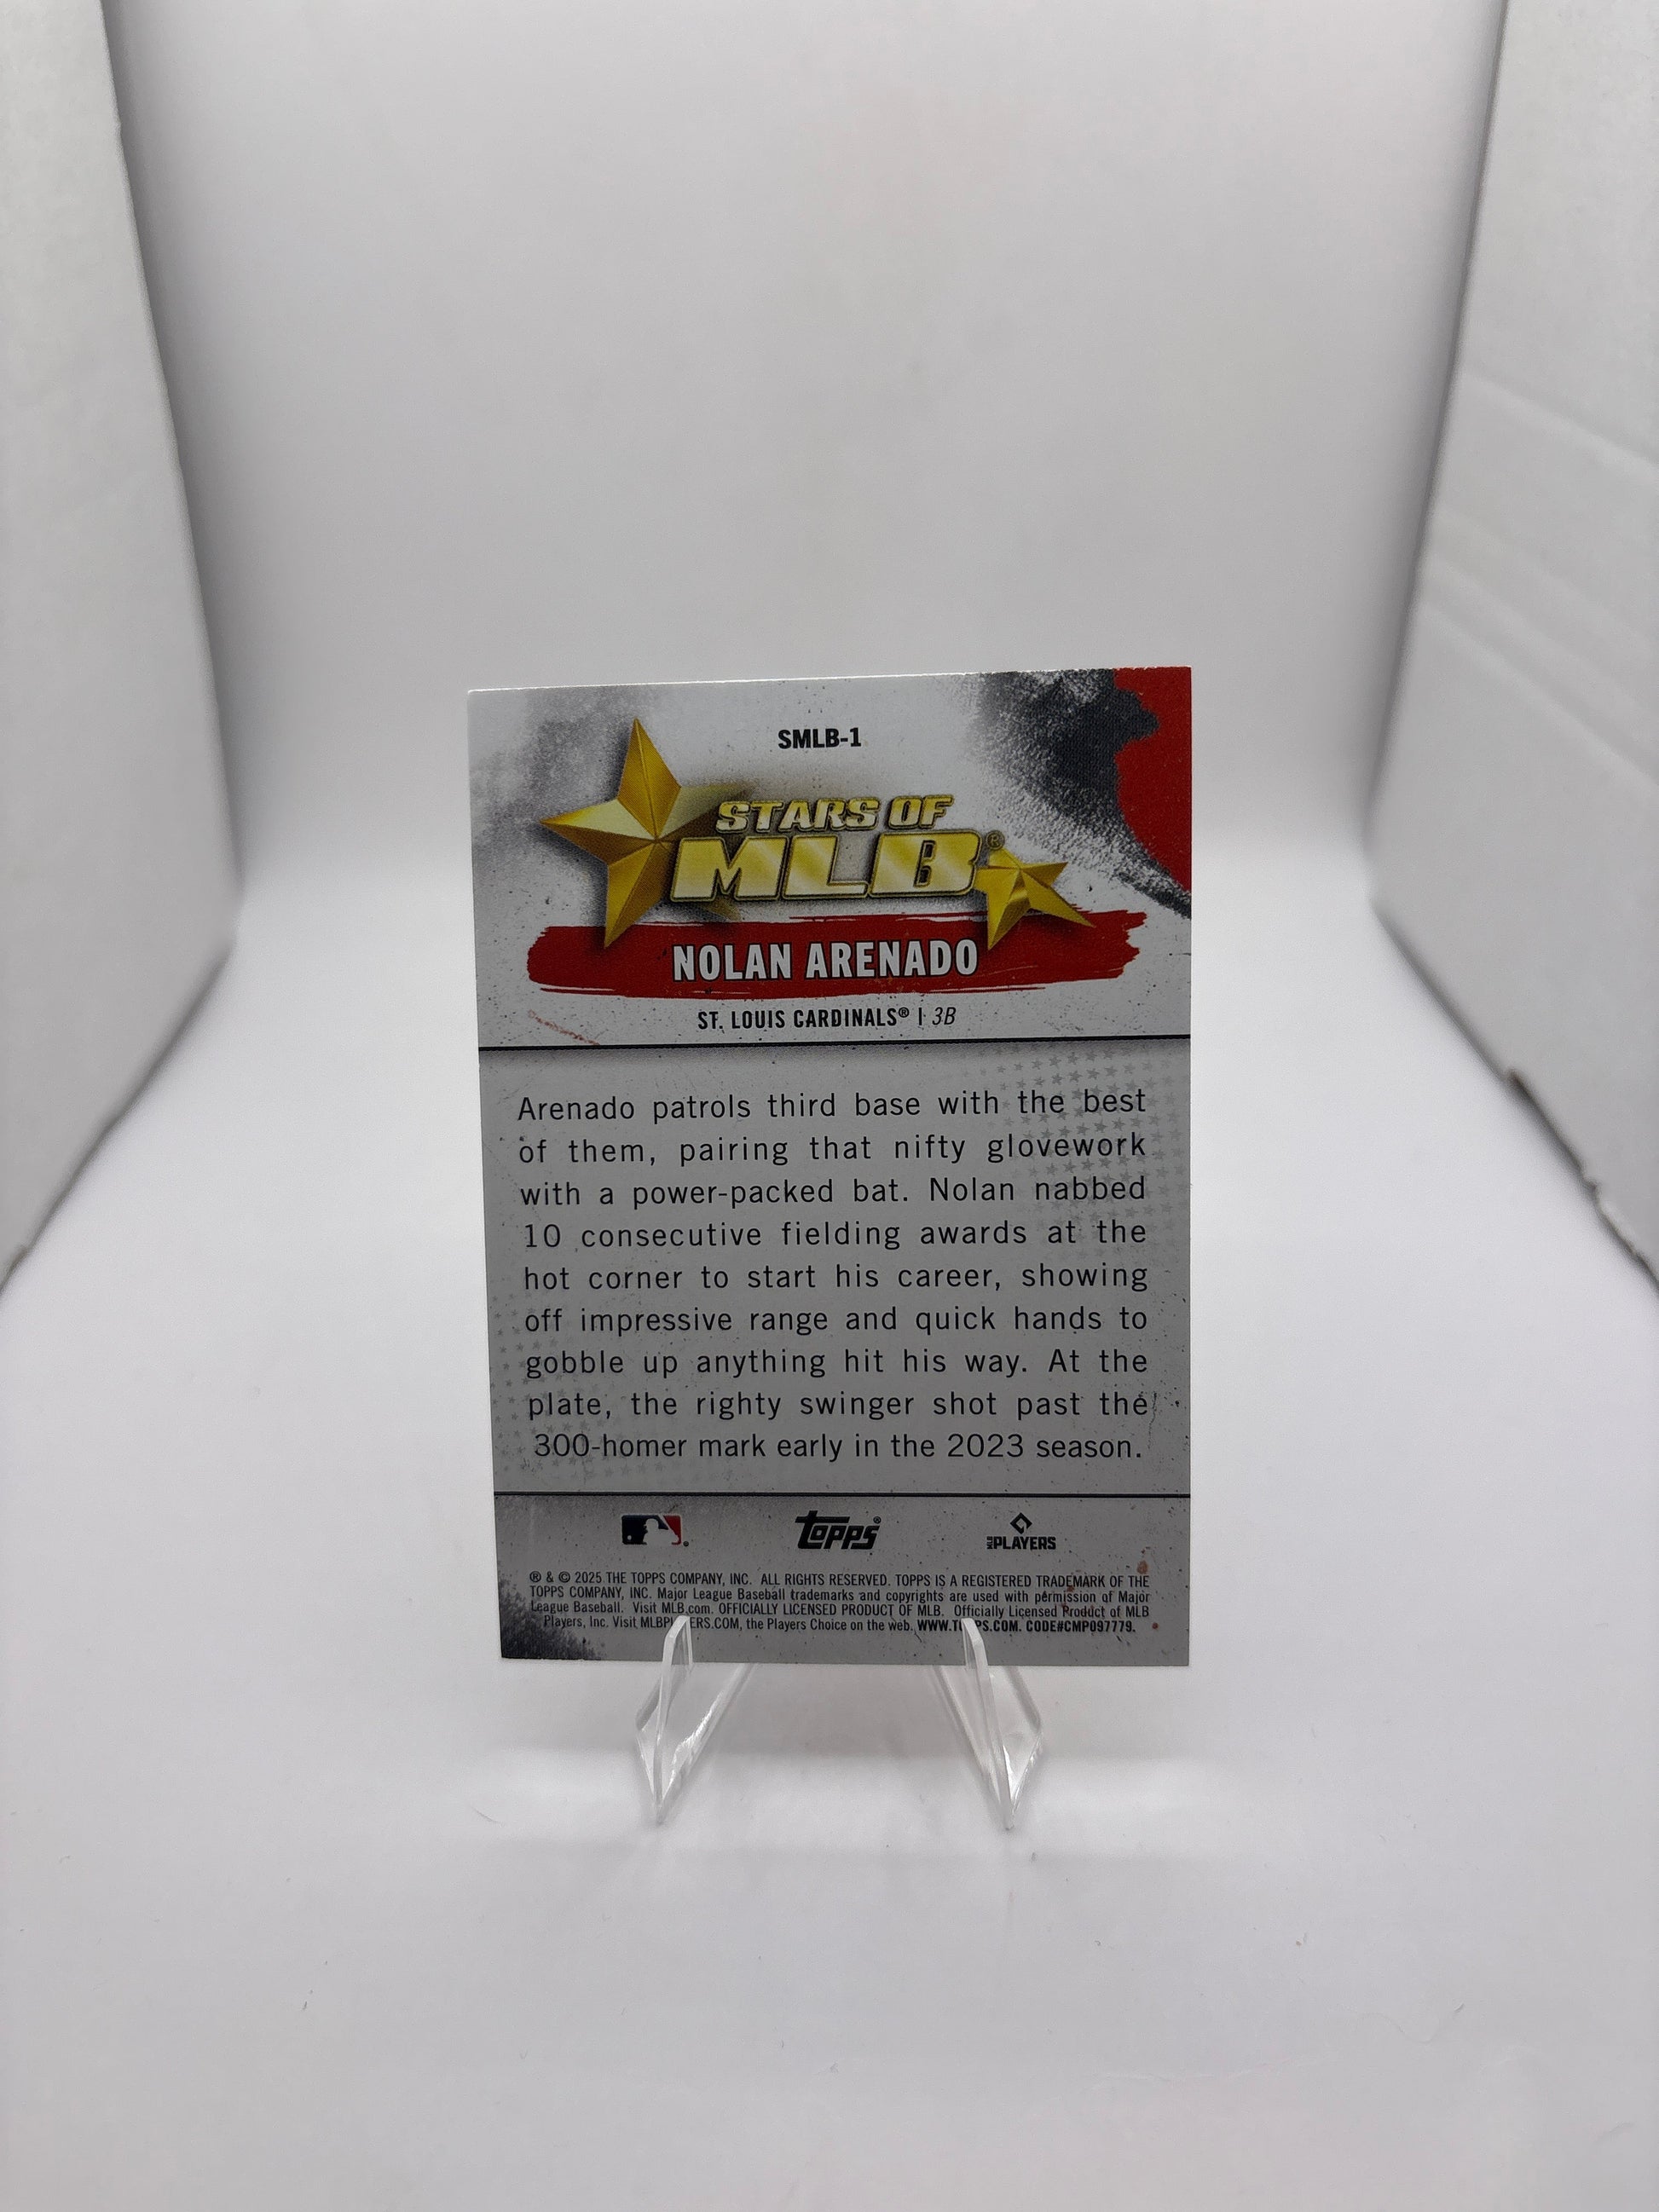 SMLB-1
STARS OF
MLB®
NOLAN ARENADO
ST. LOUIS CARDINALS® | 3B
Arenado patrols third base with the best
of them, pairing that nifty glovework
with a power-packed bat. Nolan nabbed
10 consecutive fielding awards at the
hot corner to start his career, showing
off impressive range and quick hands to
gobble up anything hit his way. At the
plate, the righty swinger shot past the
300-homer mark early in the 2023 season.
topps® MLB PLAYERS
® & © 2025 THE TOPPS COMPANY, INC. ALL RIGHTS RESERVED. TOPPS IS A REGISTERED TRADEMARK OF THE
TOPPS COMPANY, INC. Major League Baseball trademarks and copyrights are used with permission of Major
League Baseball. Visit MLB.com. OFFICIALLY LICENSED PRODUCT OF MLB. Officially Licensed Product of MLB
Players, Inc. Visit the Players Choice on the web. CODE#CMP097779.